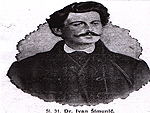 Sl. 31. Dr. Ivan Šimunić.